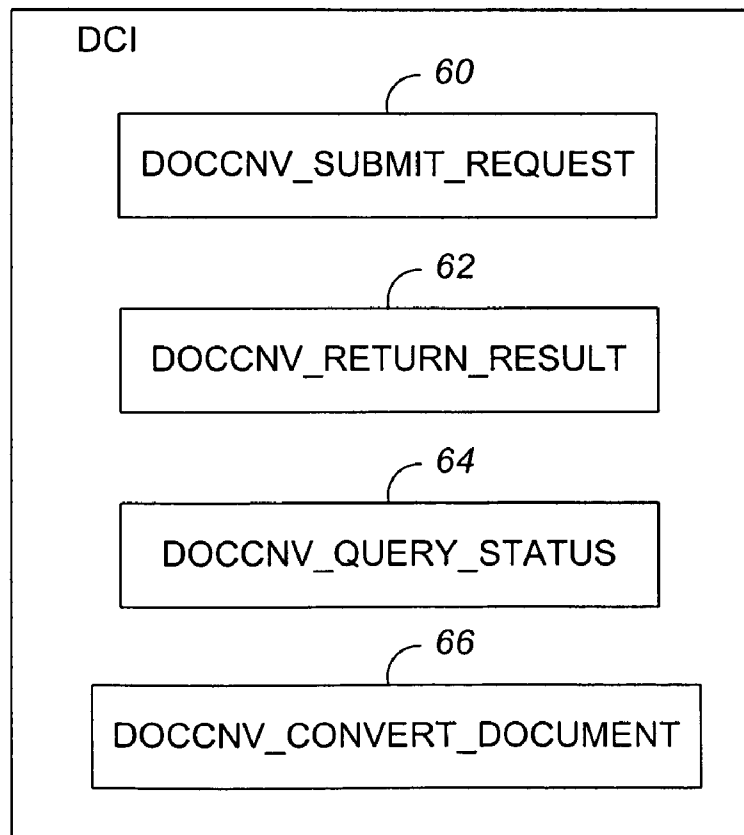 DCI
60
DOCCNV_SUBMIT_REQUEST
62
DOCCNV_RETURN_RESULT
64
DOCCNV_QUERY_STATUS
66
DOCCNV_CONVERT_DOCUMENT